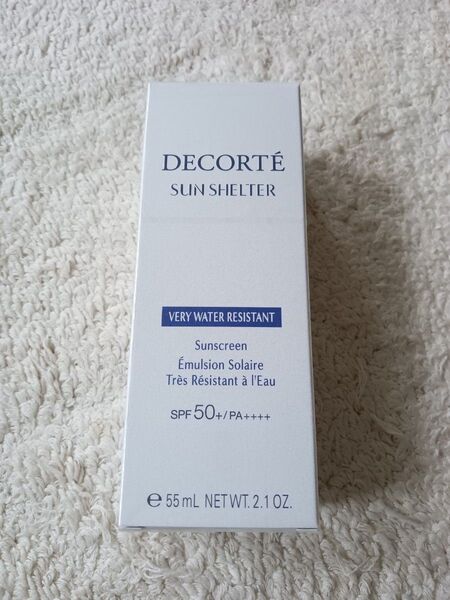 DECORTÉ
SUN SHELTER
VERY WATER RESISTANT
Sunscreen
Émulsion Solaire
Très Résistant à l'Eau
SPF 50+/PA++++
℮ 55 mL NET WT. 2.1 OZ.